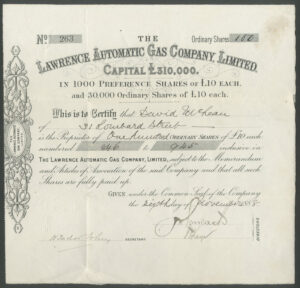 THE
No 263 Ordinary Shares 100
LAWRENCE AUTOMATIC GAS COMPANY, LIMITED.
CAPITAL £310,000.
IN 1000 PREFERENCE SHARES OF £10 EACH.
and 30,000 Ordinary Shares of £10 each.
This is to Certify that David McLean
of 31 Lombard Street
is the Proprietor of One Hundred ORDINARY SHARES of £10 each
numbered 846 to 945 inclusive in
THE LAWRENCE AUTOMATIC GAS COMPANY, LIMITED, subject to the Memorandum
and Articles of Association of the said Company and that all such
Shares are fully paid up.
GIVEN under the Common Seal of the Company
the day of November 188
SECRETARY